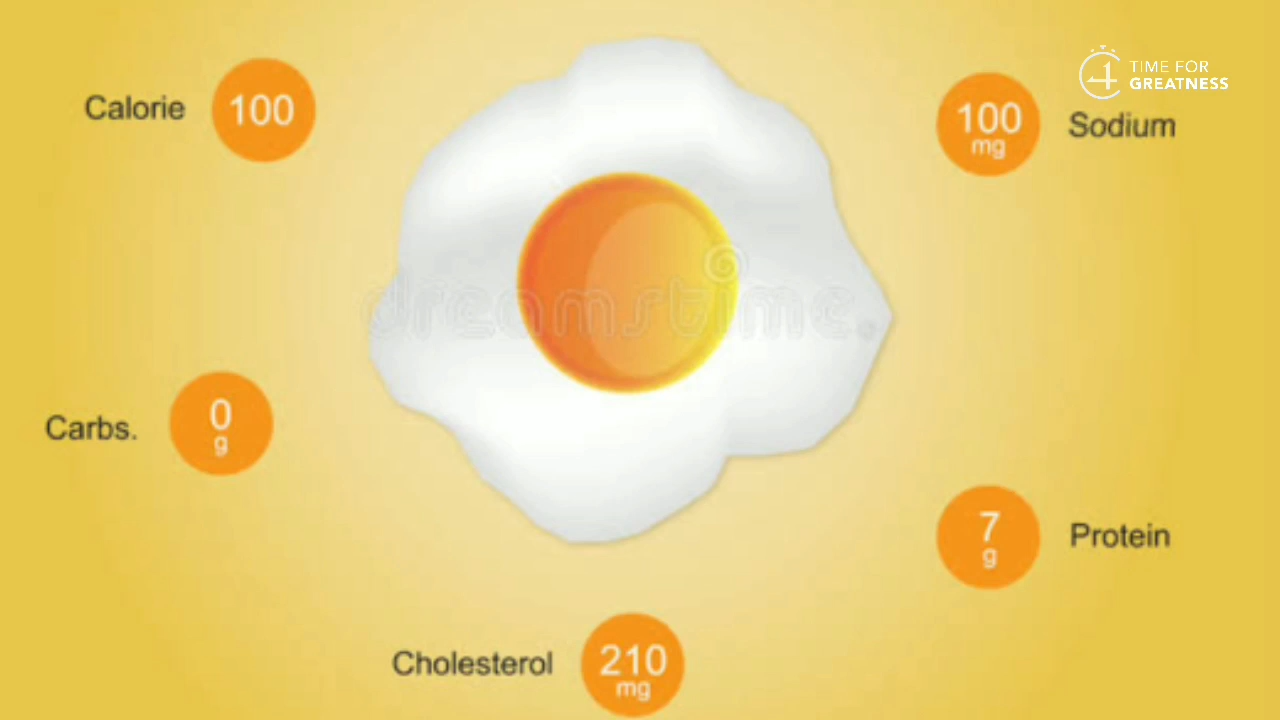 TIME FOR
GREATNESS
Calorie
100
100
mg
Sodium
dreamstime
Carbs.
0
g
7
g
Protein
Cholesterol
210
mg